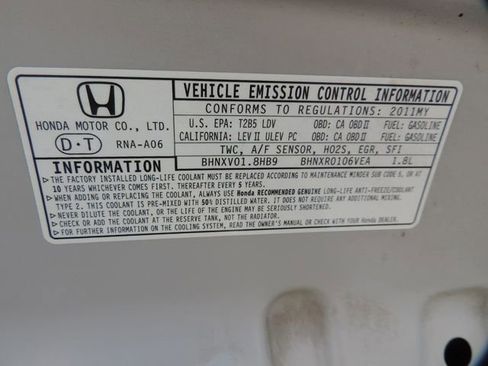 HONDA MOTOR CO., LTD.
D·T RNA-A06
VEHICLE EMISSION CONTROL INFORMATION
CONFORMS TO REGULATIONS: 2011MY
U.S. EPA: T2B5 LDV OBD: CA OBD II FUEL: GASOLINE
CALIFORNIA: LEV II ULEV PC OBD: CA OBD II FUEL: GASOLINE
TWC, A/F SENSOR, HO2S, EGR, SFI
BHNXV01.8HB9 BHNXR0106VEA 1.8L
INFORMATION
▶ THE FACTORY INSTALLED LONG-LIFE COOLANT MUST BE REPLACED ACCORDING TO MAINTENANCE MINDER SUB CODE 5, OR AT
10 YEARS WHICHEVER COMES FIRST. THEREAFTER EVERY 5 YEARS.
▶ WHEN ADDING OR REPLACING THE COOLANT, ALWAYS USE Honda RECOMMENDED GENUINE LONG-LIFE ANTI-FREEZE/COOLANT
TYPE 2. THIS COOLANT IS PRE-MIXED WITH 50% DISTILLED WATER. IT DOES NOT REQUIRE ANY ADDITIONAL MIXING.
OTHERWISE, COOLANT LIFE OR LIFE OF THE ENGINE MAY BE SERIOUSLY SHORTENED.
▶ CHECK OR ADD THE COOLANT AT THE RESERVE TANK, NOT THE RADIATOR.
▶ FOR FURTHER INFORMATION ON THE COOLING SYSTEM, READ THE OWNER'S MANUAL OR CONSULT YOUR Honda DEALER.